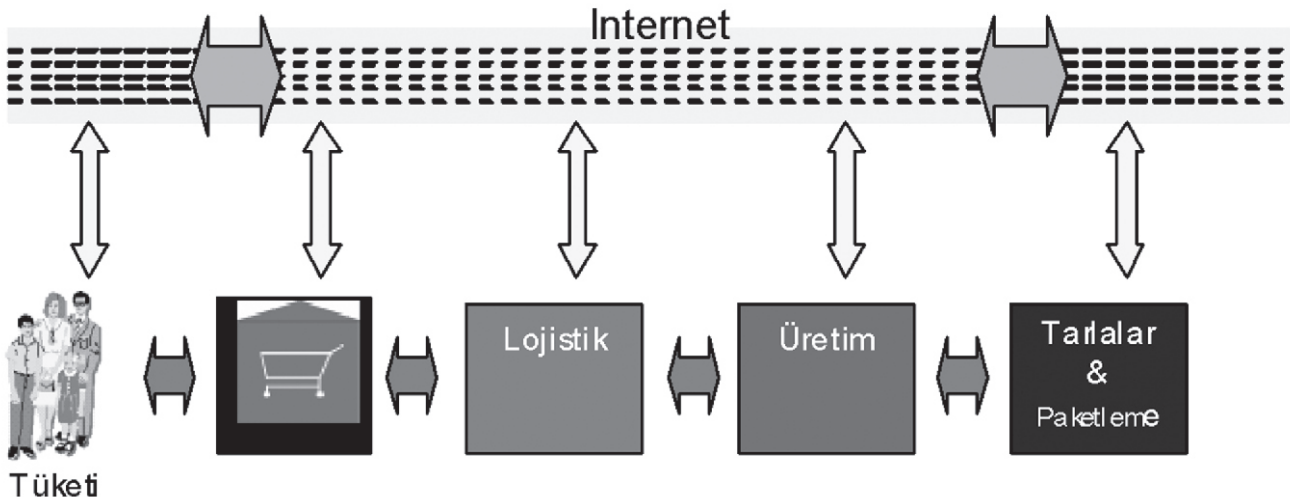 Internet
Lojistik
Üretim
Tarlalar
&
Paketleme
Tüketi